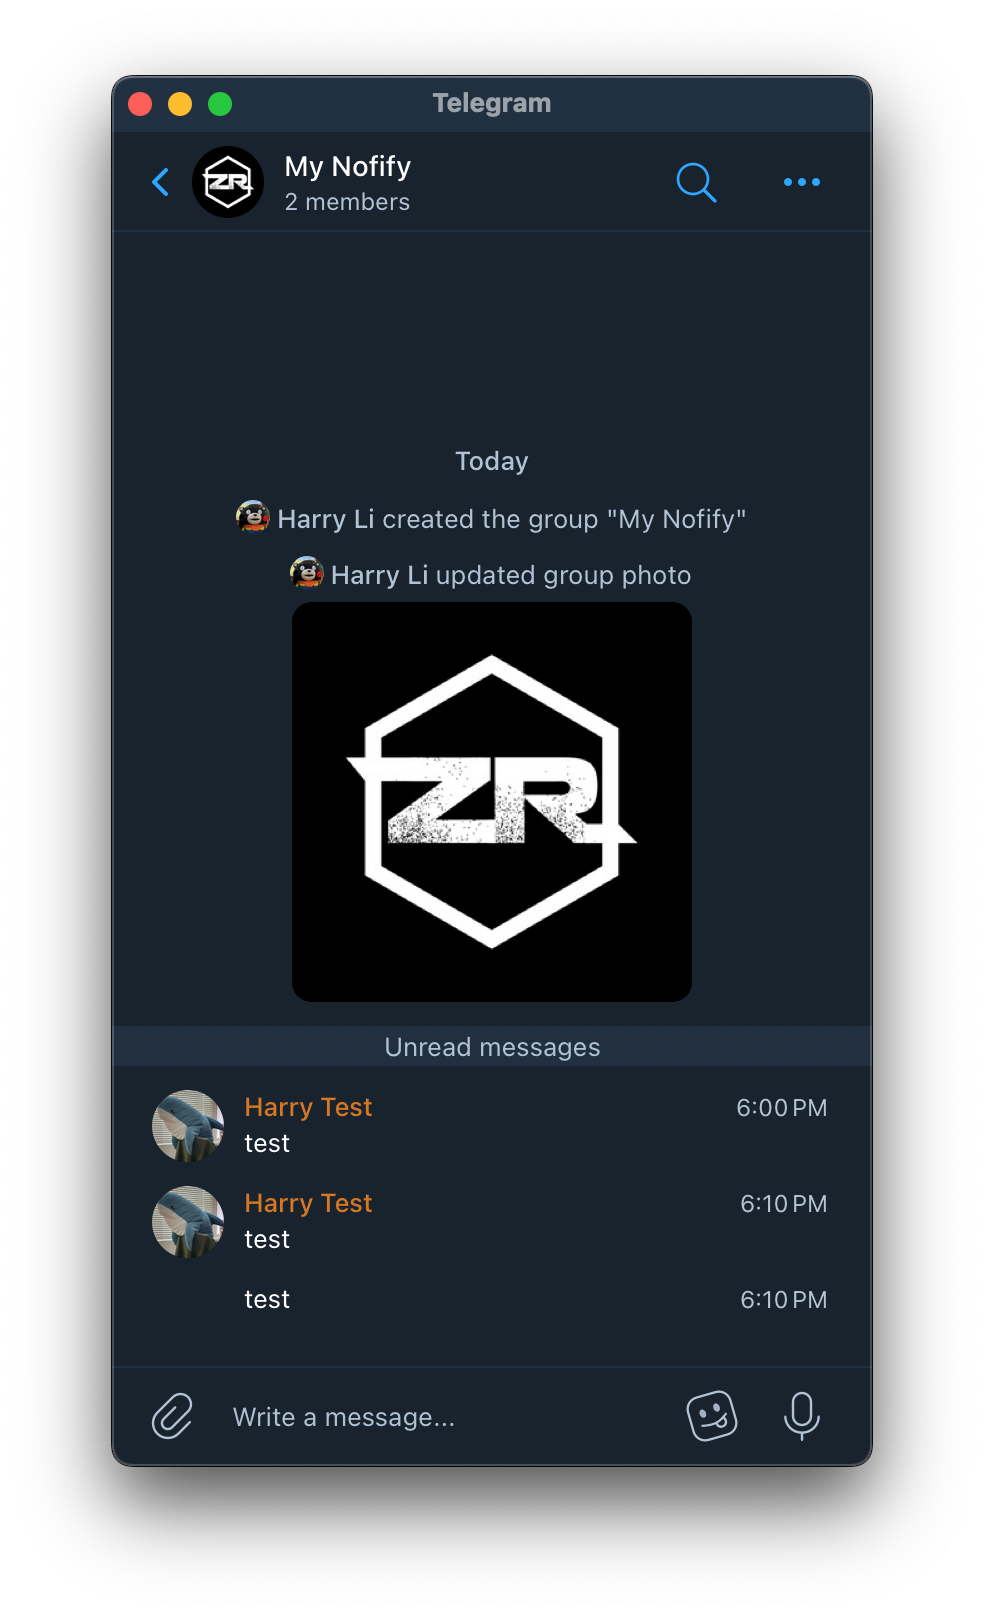 Telegram
ZR
My Nofify
2 members
Today
Harry Li created the group "My Nofify"
Harry Li updated group photo
ZR
Unread messages
Harry Test 6:00 PM
test
Harry Test 6:10 PM
test
test 6:10 PM
Write a message...